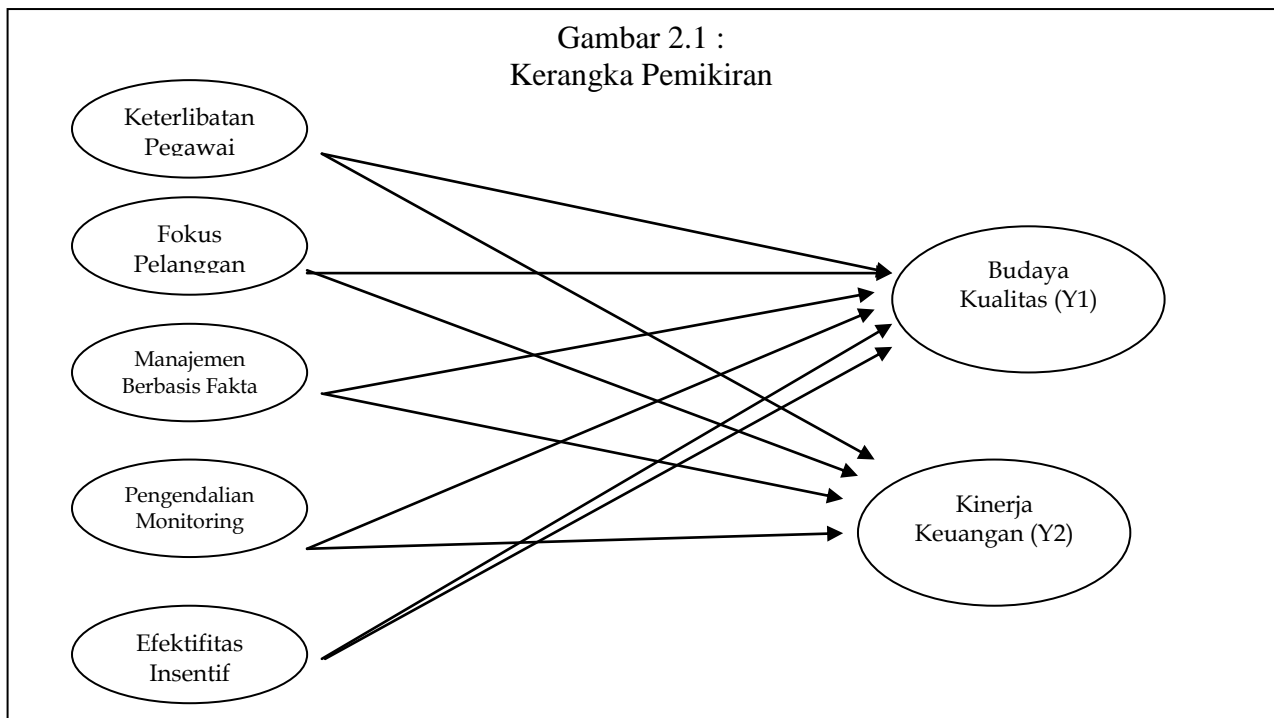 Gambar 2.1 :
Kerangka Pemikiran
Keterlibatan
Pegawai
Fokus
Pelanggan
Manajemen
Berbasis Fakta
Pengendalian
Monitoring
Efektifitas
Insentif
Budaya
Kualitas (Y1)
Kinerja
Keuangan (Y2)